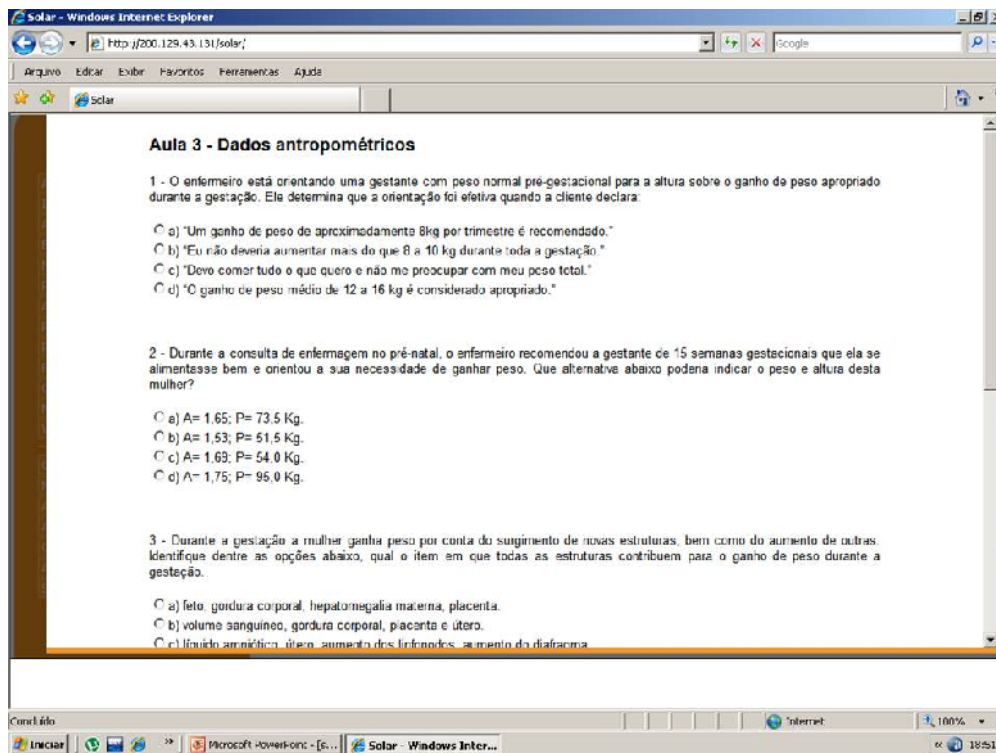 Solar - Windows Internet Explorer
http://200.129.43.131/solar/
Google
Arquivo Editar Exibir Favoritos Ferramentas Ajuda
Solar
Aula 3 - Dados antropométricos
1 - O enfermeiro está orientando uma gestante com peso normal pré-gestacional para a altura sobre o ganho de peso apropriado
durante a gestação. Ele determina que a orientação foi efetiva quando a cliente declara:
a) "Um ganho de peso de aproximadamente 8kg por trimestre é recomendado."
b) "Eu não deveria aumentar mais do que 8 a 10 kg durante toda a gestação."
c) "Devo comer tudo o que quero e não me preocupar com meu peso total."
d) "O ganho de peso médio de 12 a 16 kg é considerado apropriado."
2 - Durante a consulta de enfermagem no pré-natal, o enfermeiro recomendou a gestante de 15 semanas gestacionais que ela se
alimentasse bem e orientou a sua necessidade de ganhar peso. Que alternativa abaixo poderia indicar o peso e altura desta
mulher?
a) A= 1,65; P= 73,5 Kg.
b) A= 1,53; P= 51,5 Kg.
c) A= 1,69; P= 54,0 Kg.
d) A= 1,75; P= 95,0 Kg.
3 - Durante a gestação a mulher ganha peso por conta do surgimento de novas estruturas, bem como do aumento de outras.
Identifique dentre as opções abaixo, qual o item em que todas as estruturas contribuem para o ganho de peso durante a
gestação.
a) feto, gordura corporal, hepatomegalia materna, placenta.
b) volume sanguíneo, gordura corporal, placenta e útero.
c) líquido amniótico, útero, aumento dos linfonodos, aumento do diafragma
Concluído
Internet
100%
Iniciar
Microsoft PowerPoint - [s...
Solar - Windows Inter...
18:51